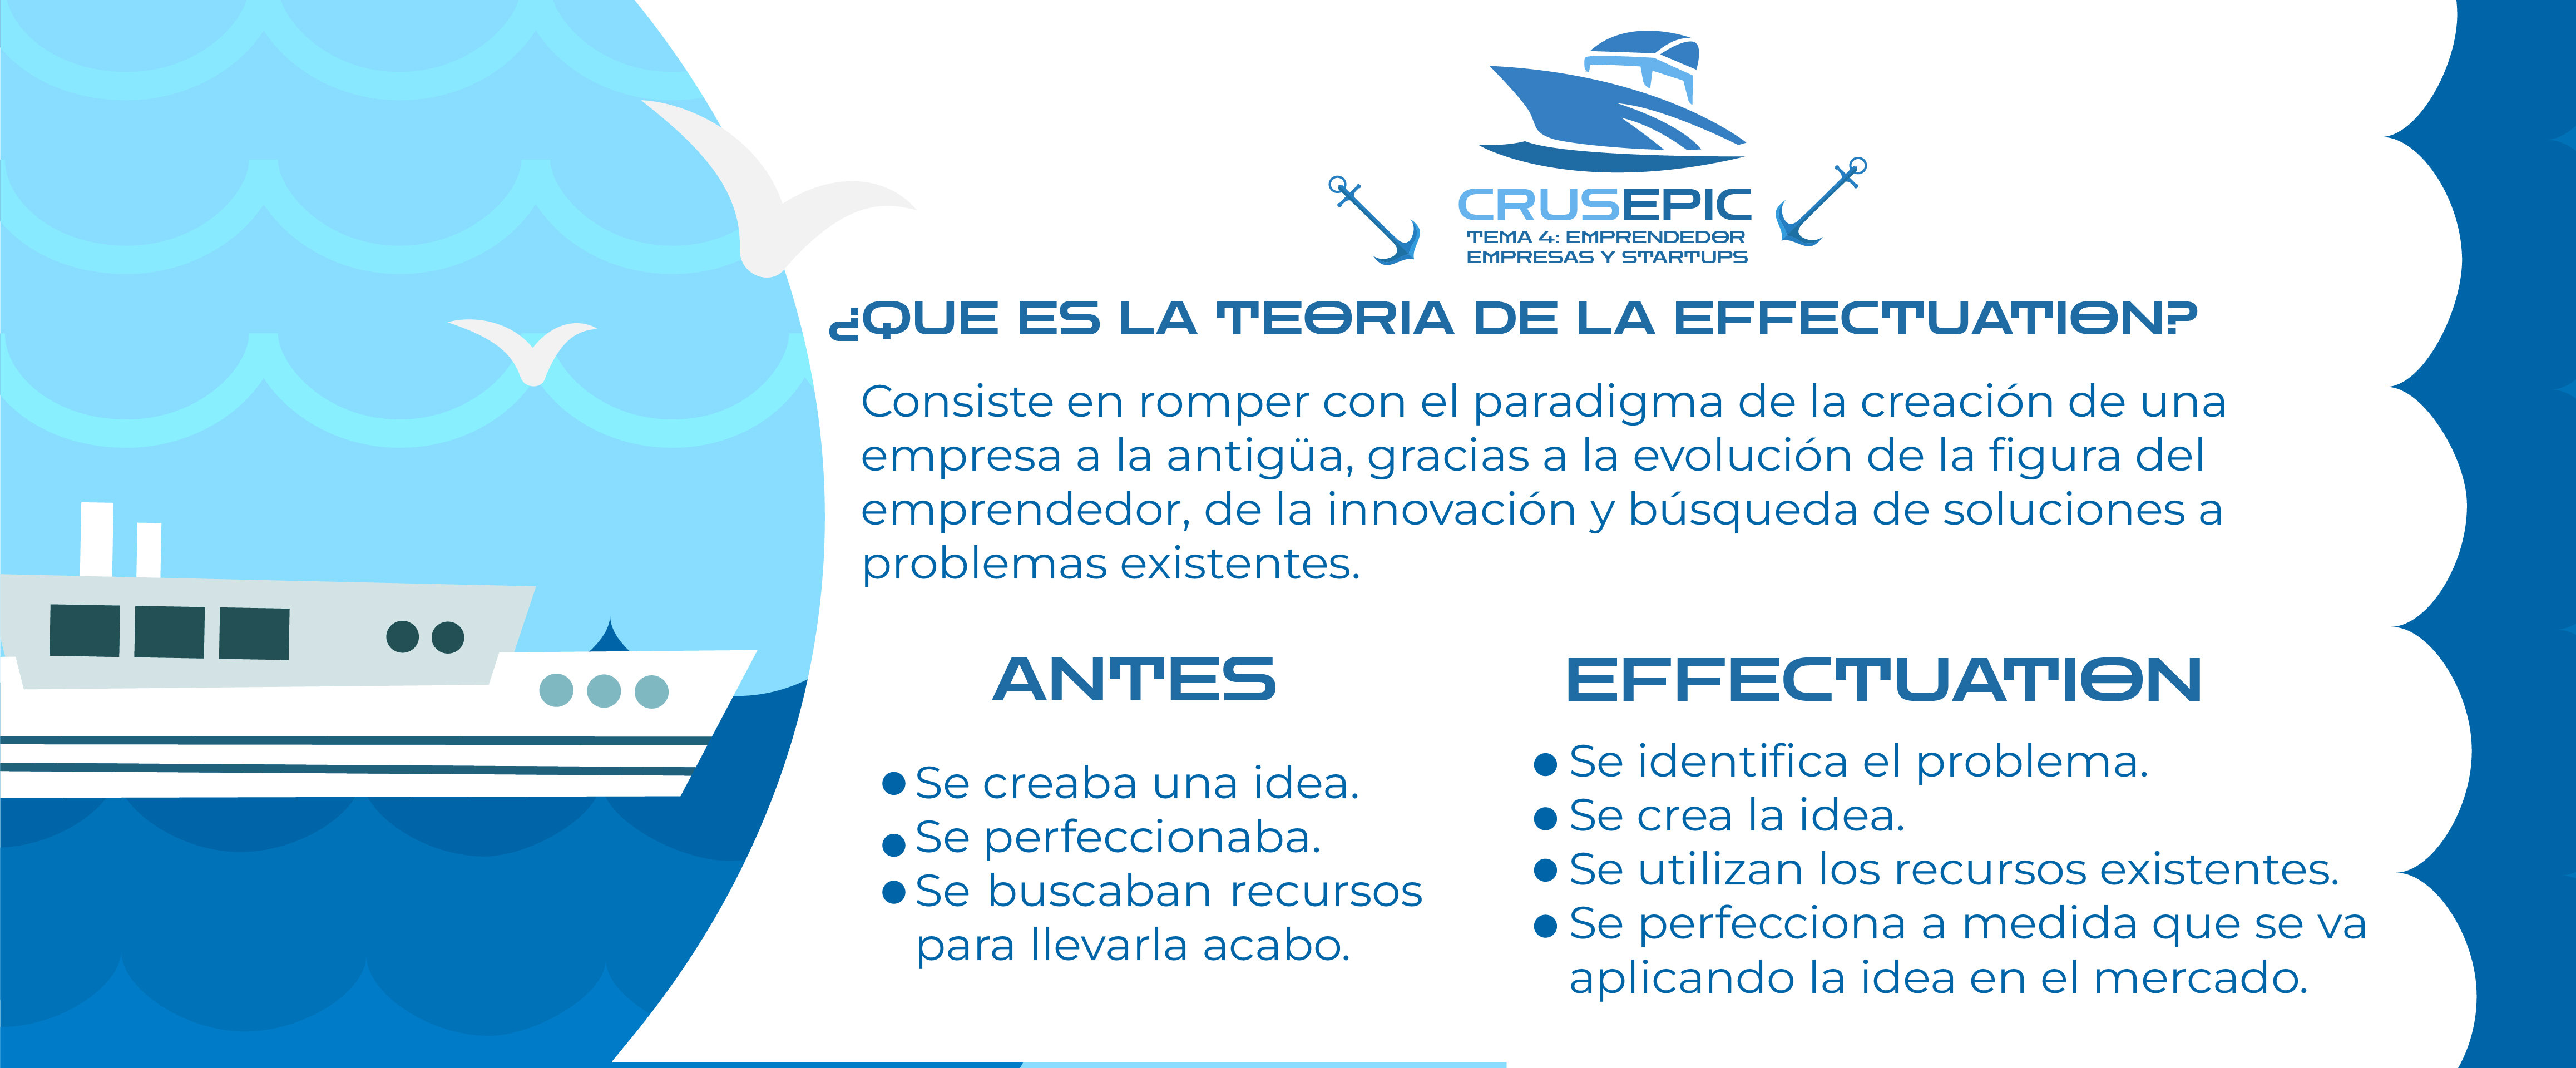 CRUSEPIC
TEMA 4: EMPRENDEDOR
EMPRESAS Y STARTUPS
¿QUE ES LA TEORIA DE LA EFFECTUATION?
Consiste en romper con el paradigma de la creación de una
empresa a la antigüa, gracias a la evolución de la figura del
emprendedor, de la innovación y búsqueda de soluciones a
problemas existentes.
ANTES
● Se creaba una idea.
● Se perfeccionaba.
● Se buscaban recursos
para llevarla acabo.
EFFECTUATION
● Se identifica el problema.
● Se crea la idea.
● Se utilizan los recursos existentes.
● Se perfecciona a medida que se va
aplicando la idea en el mercado.